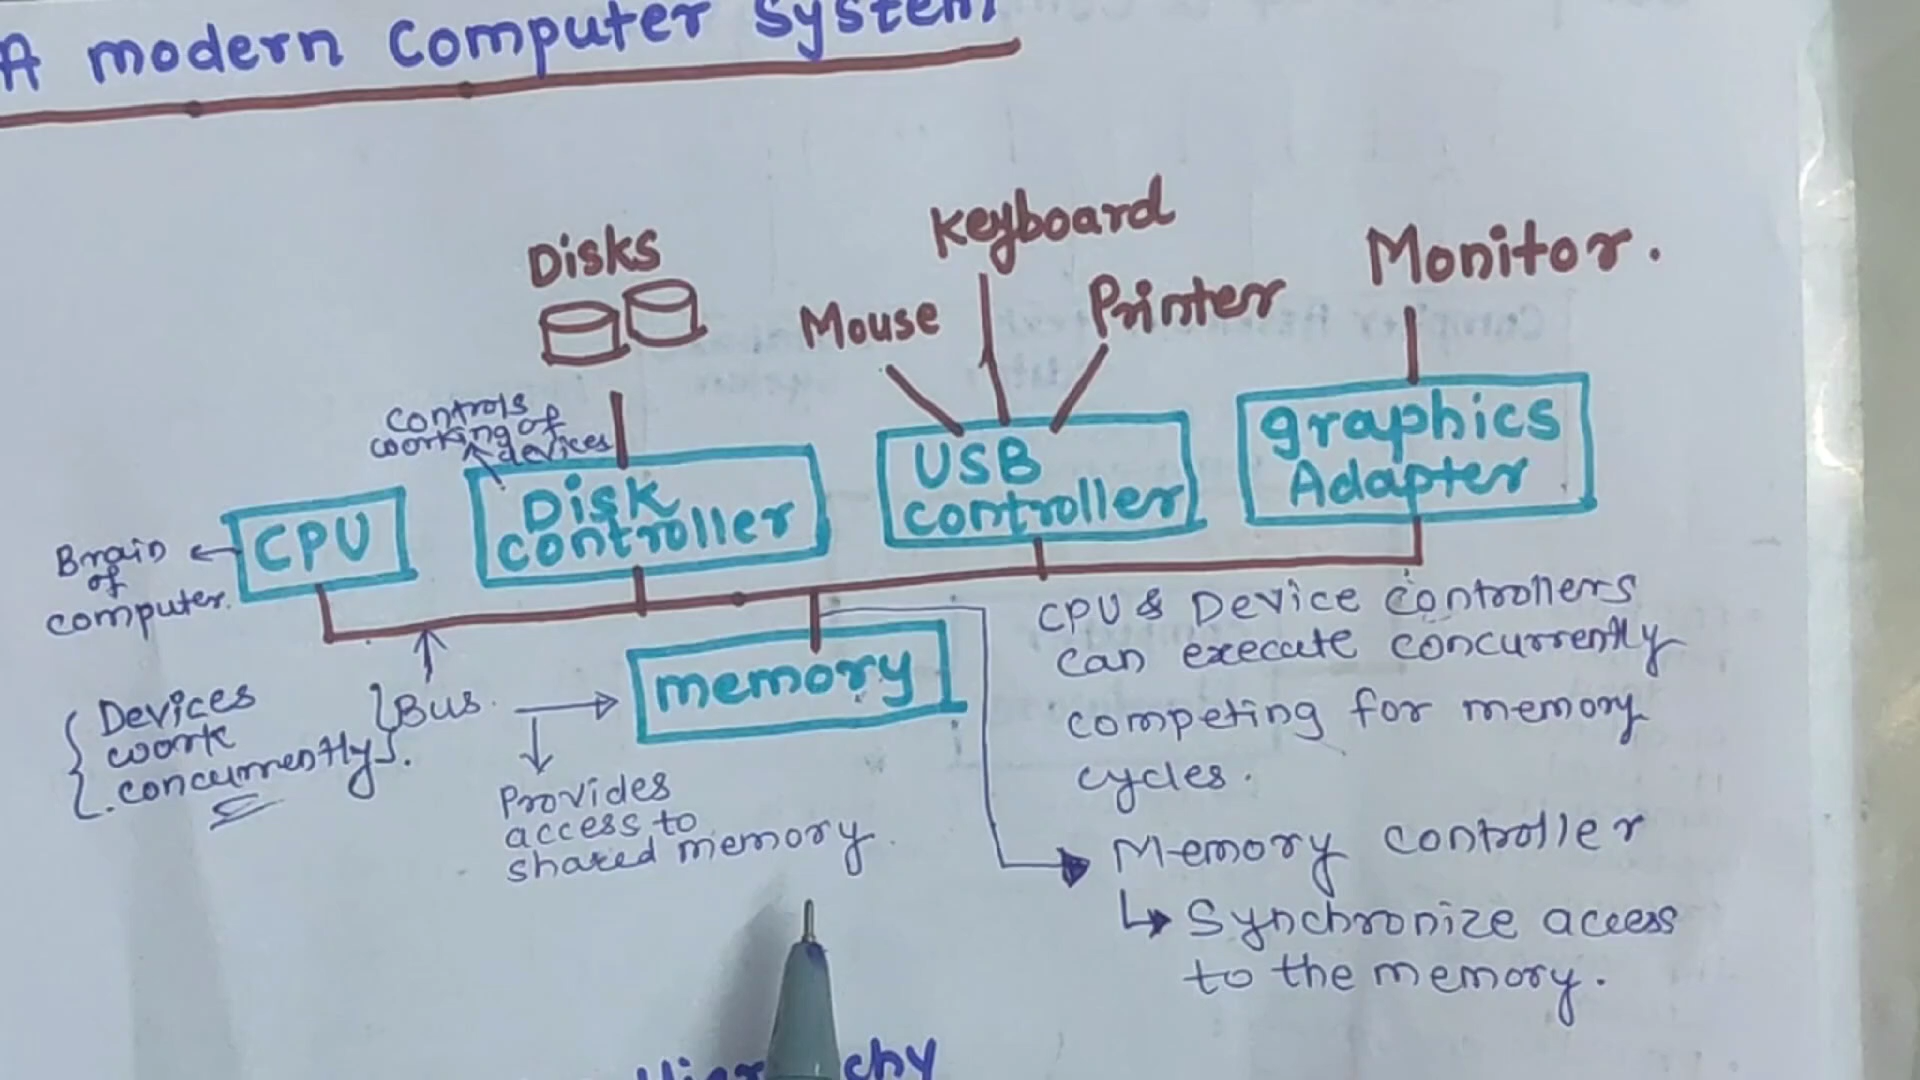 A modern Computer System
Disks
Keyboard
Mouse
Printer
Monitor.
controls
working of
devices
CPU
Disk
controller
USB
controller
graphics
Adapter
Brain
of
computer.
memory
Bus.
Devices
work
concurrently.
Provides
access to
shared memory.
CPU & Device controllers
can execute concurrently
competing for memory
cycles.
Memory controller
Synchronize access
to the memory.